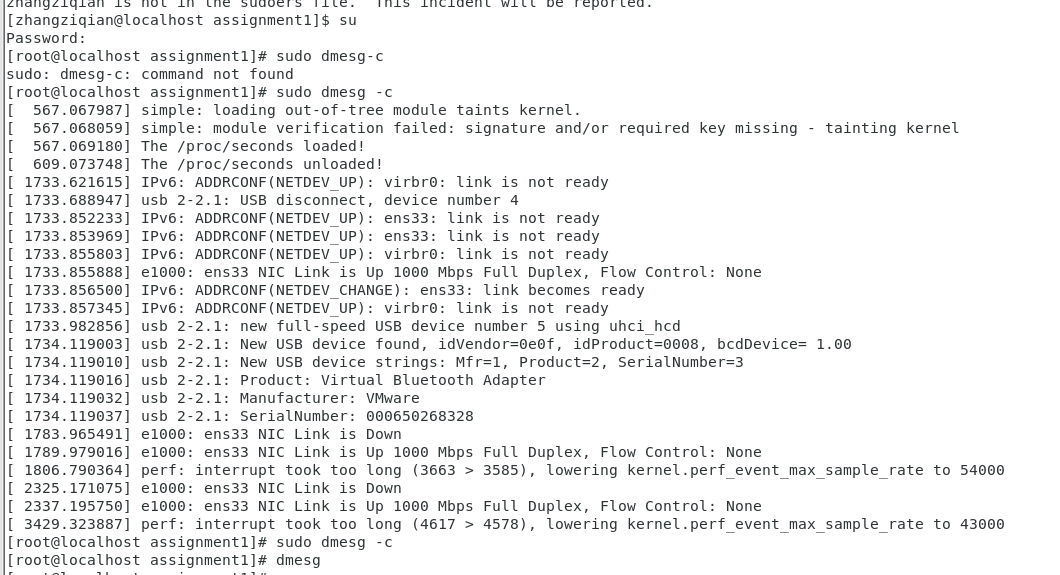 zhangziqian is not in the sudoers file.  This incident will be reported.
[zhangziqian@localhost assignment1]$ su
Password:
[root@localhost assignment1]# sudo dmesg-c
sudo: dmesg-c: command not found
[root@localhost assignment1]# sudo dmesg -c
[  567.067987] simple: loading out-of-tree module taints kernel.
[  567.068059] simple: module verification failed: signature and/or required key missing - tainting kernel
[  567.069180] The /proc/seconds loaded!
[  609.073748] The /proc/seconds unloaded!
[ 1733.621615] IPv6: ADDRCONF(NETDEV_UP): virbr0: link is not ready
[ 1733.688947] usb 2-2.1: USB disconnect, device number 4
[ 1733.852233] IPv6: ADDRCONF(NETDEV_UP): ens33: link is not ready
[ 1733.853969] IPv6: ADDRCONF(NETDEV_UP): ens33: link is not ready
[ 1733.855803] IPv6: ADDRCONF(NETDEV_UP): virbr0: link is not ready
[ 1733.855888] e1000: ens33 NIC Link is Up 1000 Mbps Full Duplex, Flow Control: None
[ 1733.856500] IPv6: ADDRCONF(NETDEV_CHANGE): ens33: link becomes ready
[ 1733.857345] IPv6: ADDRCONF(NETDEV_UP): virbr0: link is not ready
[ 1733.982856] usb 2-2.1: new full-speed USB device number 5 using uhci_hcd
[ 1734.119003] usb 2-2.1: New USB device found, idVendor=0e0f, idProduct=0008, bcdDevice= 1.00
[ 1734.119010] usb 2-2.1: New USB device strings: Mfr=1, Product=2, SerialNumber=3
[ 1734.119016] usb 2-2.1: Product: Virtual Bluetooth Adapter
[ 1734.119032] usb 2-2.1: Manufacturer: VMware
[ 1734.119037] usb 2-2.1: SerialNumber: 000650268328
[ 1783.965491] e1000: ens33 NIC Link is Down
[ 1789.979016] e1000: ens33 NIC Link is Up 1000 Mbps Full Duplex, Flow Control: None
[ 1806.790364] perf: interrupt took too long (3663 > 3585), lowering kernel.perf_event_max_sample_rate to 54000
[ 2325.171075] e1000: ens33 NIC Link is Down
[ 2337.195750] e1000: ens33 NIC Link is Up 1000 Mbps Full Duplex, Flow Control: None
[ 3429.323887] perf: interrupt took too long (4617 > 4578), lowering kernel.perf_event_max_sample_rate to 43000
[root@localhost assignment1]# sudo dmesg -c
[root@localhost assignment1]# dmesg